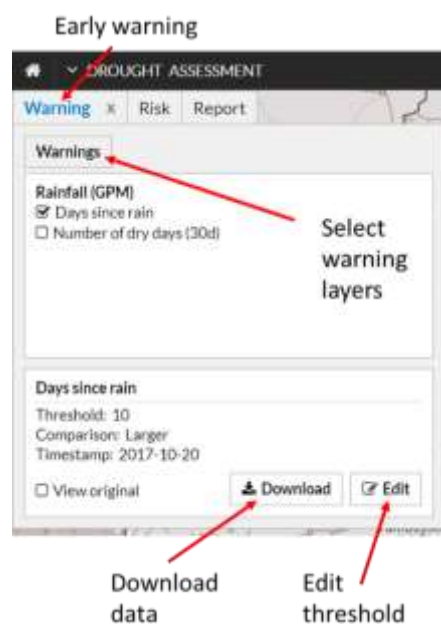 Early warning
DROUGHT ASSESSMENT
Warning x Risk Report
Warnings
Rainfall (GPM)
Days since rain
Number of dry days (30d)
Select
warning
layers
Days since rain
Threshold: 10
Comparison: Larger
Timestamp: 2017-10-20
View original Download Edit
Download
data
Edit
threshold